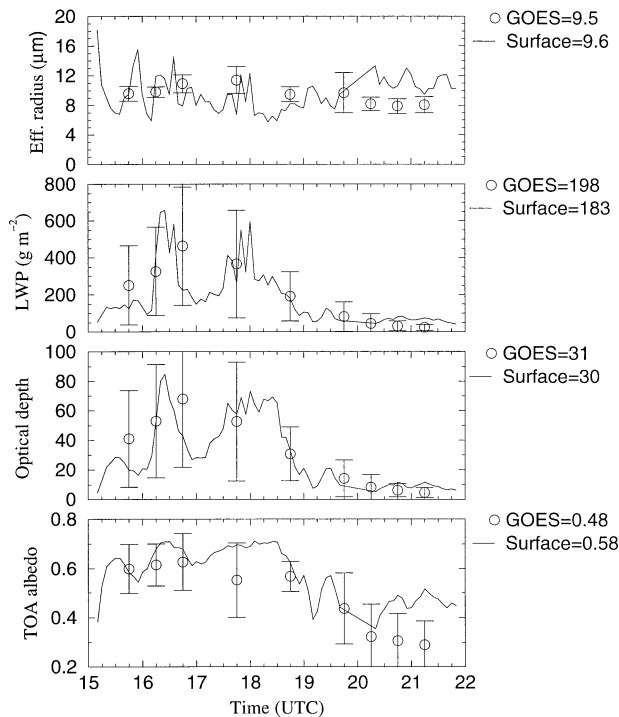 20
16
12
8
4
0
Eff. radius (μm)
GOES=9.5
Surface=9.6
800
600
400
200
0
LWP (g m⁻²)
GOES=198
Surface=183
100
80
60
40
20
0
Optical depth
GOES=31
Surface=30
0.8
0.6
0.4
0.2
TOA albedo
GOES=0.48
Surface=0.58
15 16 17 18 19 20 21 22
Time (UTC)